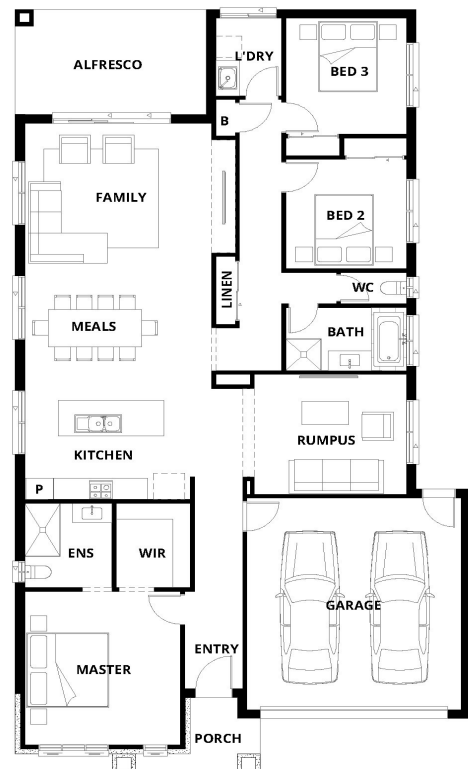 ALFRESCO
L'DRY
BED 3
B
FAMILY
BED 2
LINEN
WC
MEALS
BATH
RUMPUS
KITCHEN
P
ENS
WIR
GARAGE
ENTRY
MASTER
PORCH